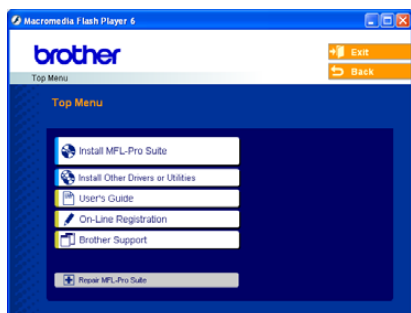 Macromedia Flash Player 6
brother
Exit
Back
Top Menu
Top Menu
Install MFL-Pro Suite
Install Other Drivers or Utilities
User's Guide
On-Line Registration
Brother Support
Repair MFL-Pro Suite